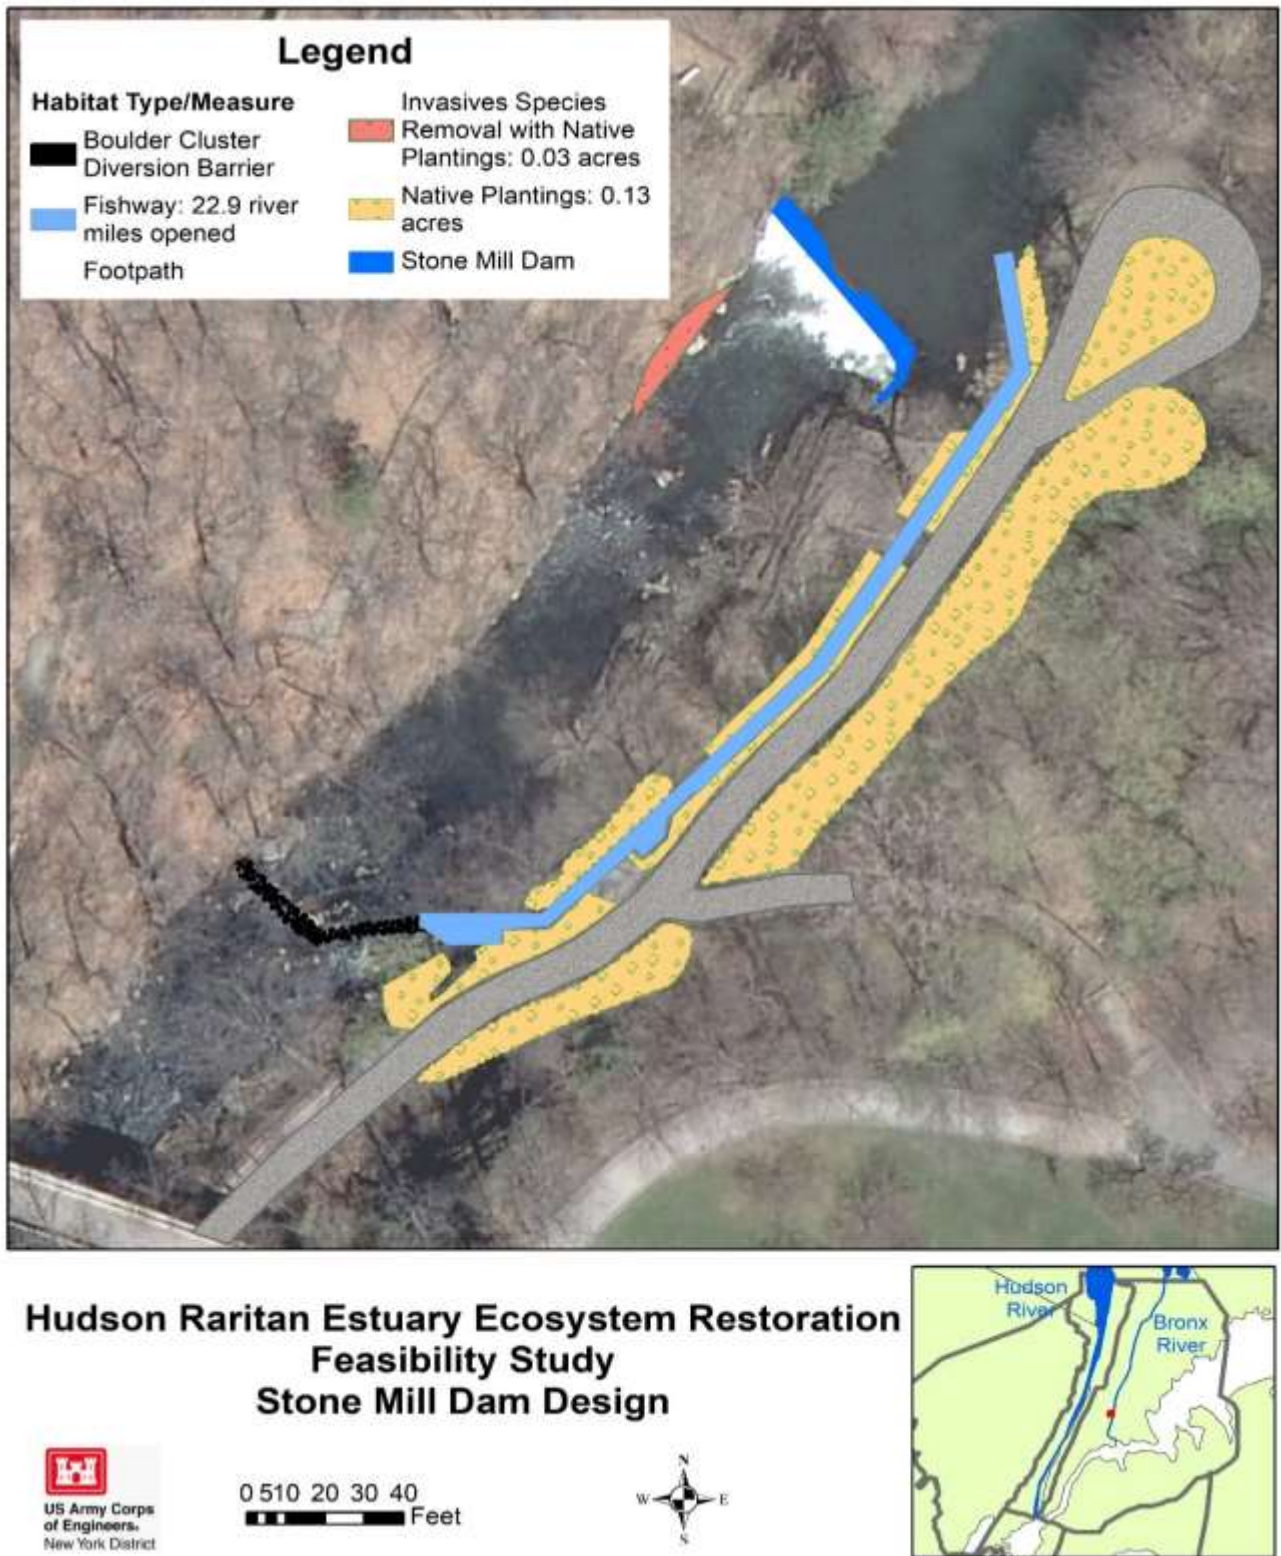 Legend
Habitat Type/Measure
Boulder Cluster
Diversion Barrier
Fishway: 22.9 river
miles opened
Footpath
Invasives Species
Removal with Native
Plantings: 0.03 acres
Native Plantings: 0.13
acres
Stone Mill Dam
Hudson Raritan Estuary Ecosystem Restoration
Feasibility Study
Stone Mill Dam Design
US Army Corps
of Engineers.
New York District
0 510 20 30 40
Feet
N
W E
S
Hudson
River
Bronx
River